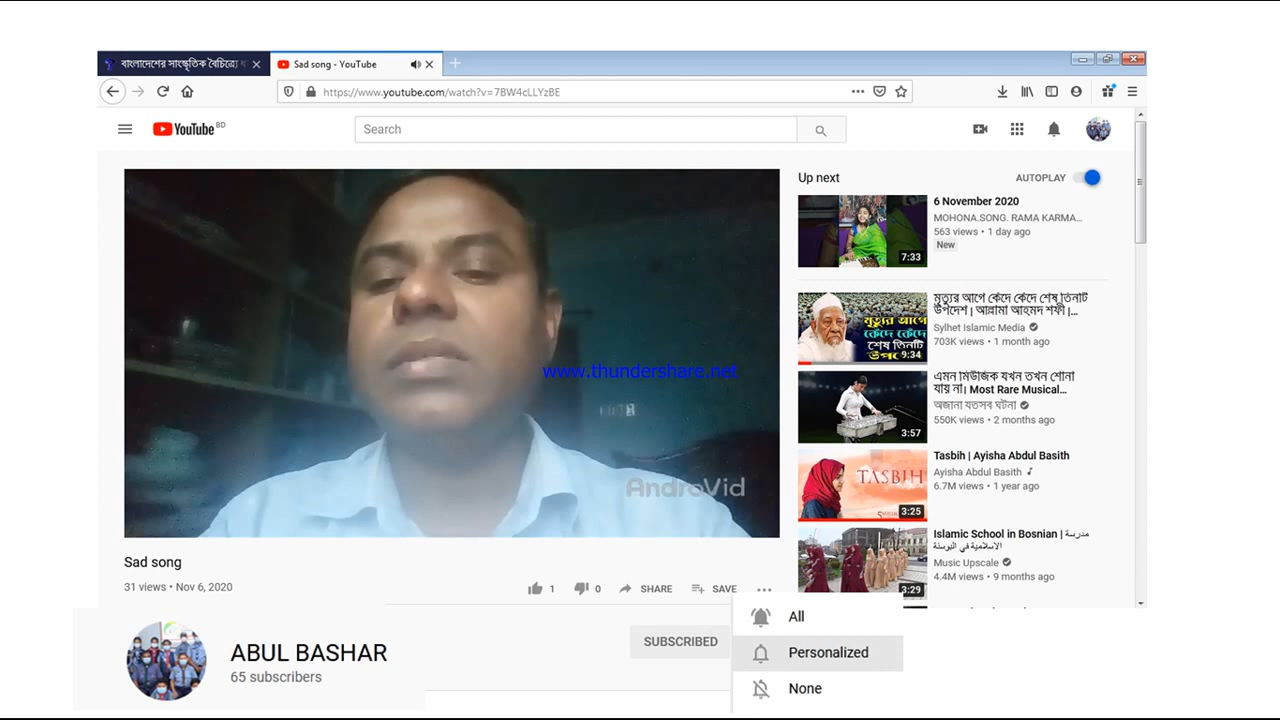 বাংলাদেশের সাংস্কৃতিক বৈচিত্র্যে
Sad song - YouTube
https://www.youtube.com/watch?v=7BW4cLLYzBE
YouTube BD
Search
Up next
AUTOPLAY
6 November 2020
MOHONA.SONG. RAMA KARMA...
563 views • 1 day ago
New
7:33
মৃত্যুর আগে কেঁদে কেঁদে শেষ তিনটি
উপদেশ | আল্লামা আহমদ শফী |...
Sylhet Islamic Media
703K views • 1 month ago
মৃত্যুর আগে
কেঁদে কেঁদে
শেষ তিনটি
9:34
এমন মিউজিক যখন তখন শোনা
যায় না। Most Rare Musical...
অজানা যতসব ঘটনা
550K views • 2 months ago
3:57
Tasbih | Ayisha Abdul Basith
Ayisha Abdul Basith
6.7M views • 1 year ago
TASBIH
3:25
Islamic School in Bosnian | مدرسة
الاسلامية في البوسنة
Music Upscale
4.4M views • 9 months ago
3:29
www.thundershare.net
AndroVid
Sad song
31 views • Nov 6, 2020
1 0 SHARE SAVE
ABUL BASHAR
65 subscribers
SUBSCRIBED
All
Personalized
None